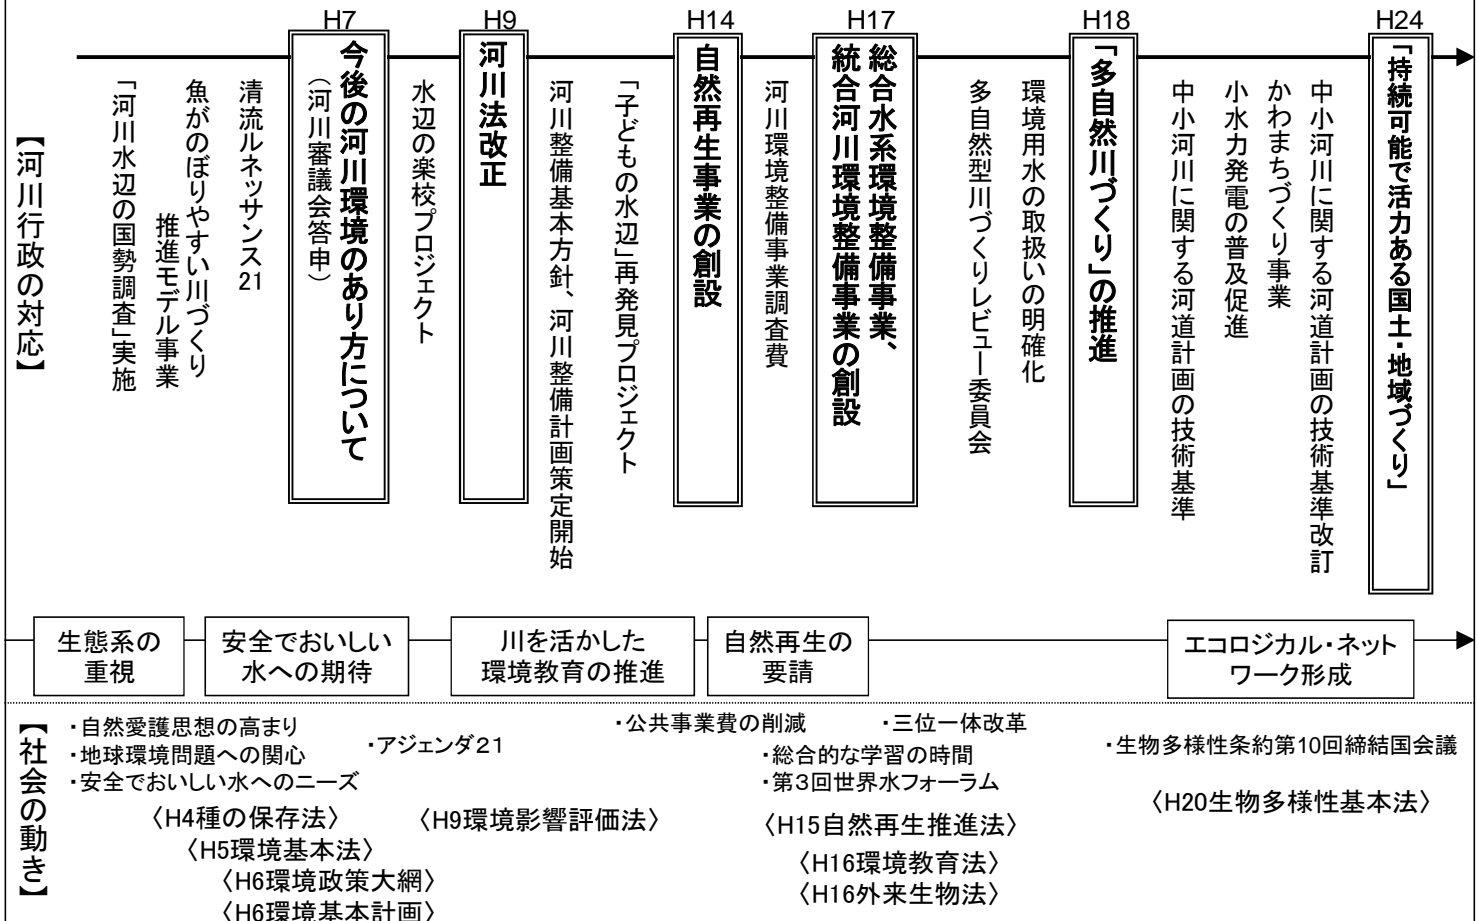 H7
H9
H14
H17
H18
H24
【河川行政の対応】
「河川水辺の国勢調査」実施
魚がのぼりやすい川づくり
推進モデル事業
清流ルネッサンス21
今後の河川環境のあり方について
（河川審議会答申）
水辺の楽校プロジェクト
河川法改正
河川整備基本方針、河川整備計画策定開始
「子どもの水辺」再発見プロジェクト
自然再生事業の創設
河川環境整備事業調査費
総合水系環境整備事業、
統合河川環境整備事業の創設
多自然型川づくりレビュー委員会
環境用水の取扱いの明確化
「多自然川づくり」の推進
中小河川に関する河道計画の技術基準
小水力発電の普及促進
かわまちづくり事業
中小河川に関する河道計画の技術基準改訂
「持続可能で活力ある国土・地域づくり」
生態系の
重視
安全でおいしい
水への期待
川を活かした
環境教育の推進
自然再生の
要請
エコロジカル・ネット
ワーク形成
【社会の動き】
・自然愛護思想の高まり
・地球環境問題への関心
・安全でおいしい水へのニーズ
・アジェンダ21
・公共事業費の削減
・三位一体改革
・総合的な学習の時間
・第3回世界水フォーラム
・生物多様性条約第10回締結国会議
〈H4種の保存法〉
〈H5環境基本法〉
〈H6環境政策大綱〉
〈H6環境基本計画〉
〈H9環境影響評価法〉
〈H15自然再生推進法〉
〈H16環境教育法〉
〈H16外来生物法〉
〈H20生物多様性基本法〉